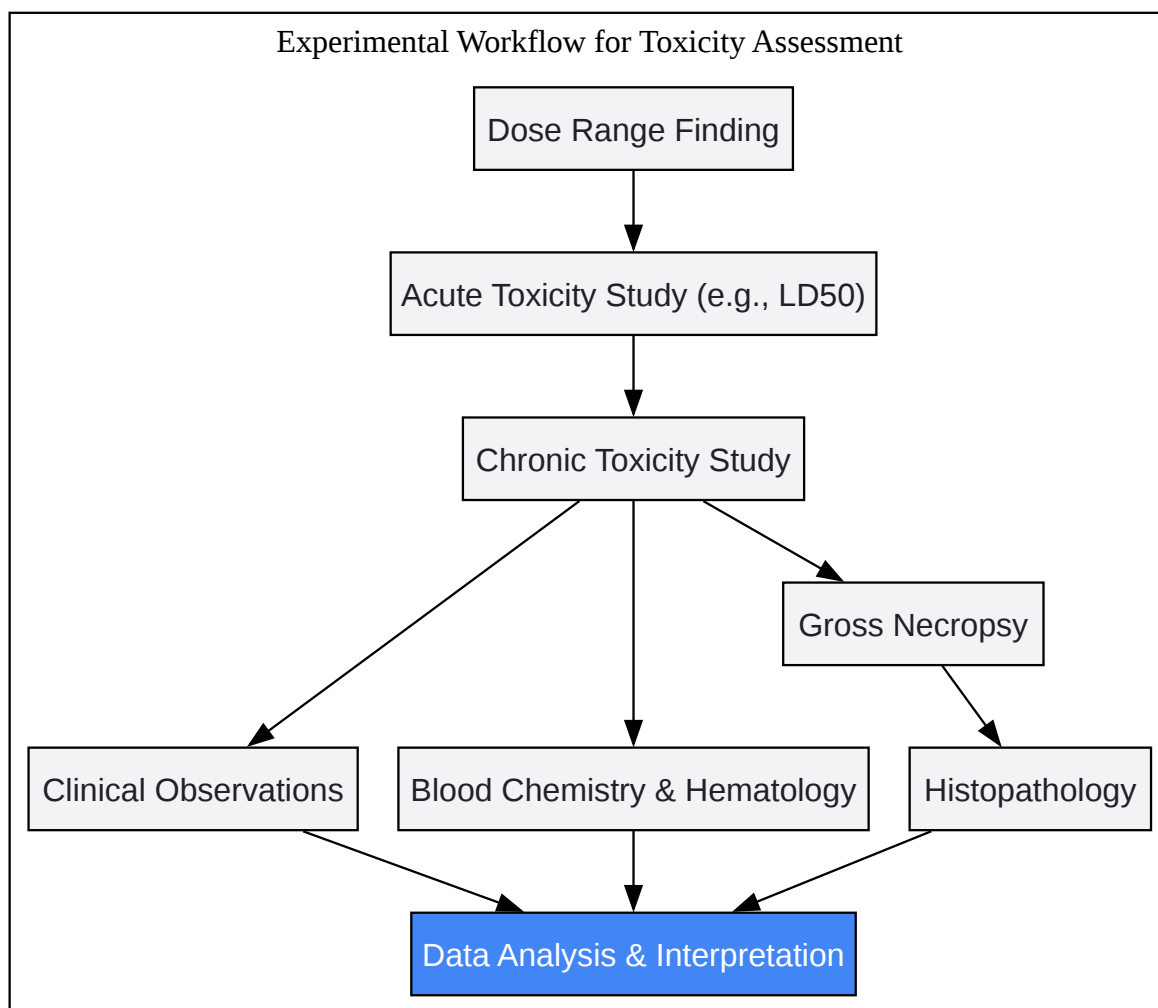 Experimental Workflow for Toxicity Assessment
Dose Range Finding
Acute Toxicity Study (e.g., LD50)
Chronic Toxicity Study
Gross Necropsy
Clinical Observations
Blood Chemistry & Hematology
Histopathology
Data Analysis & Interpretation